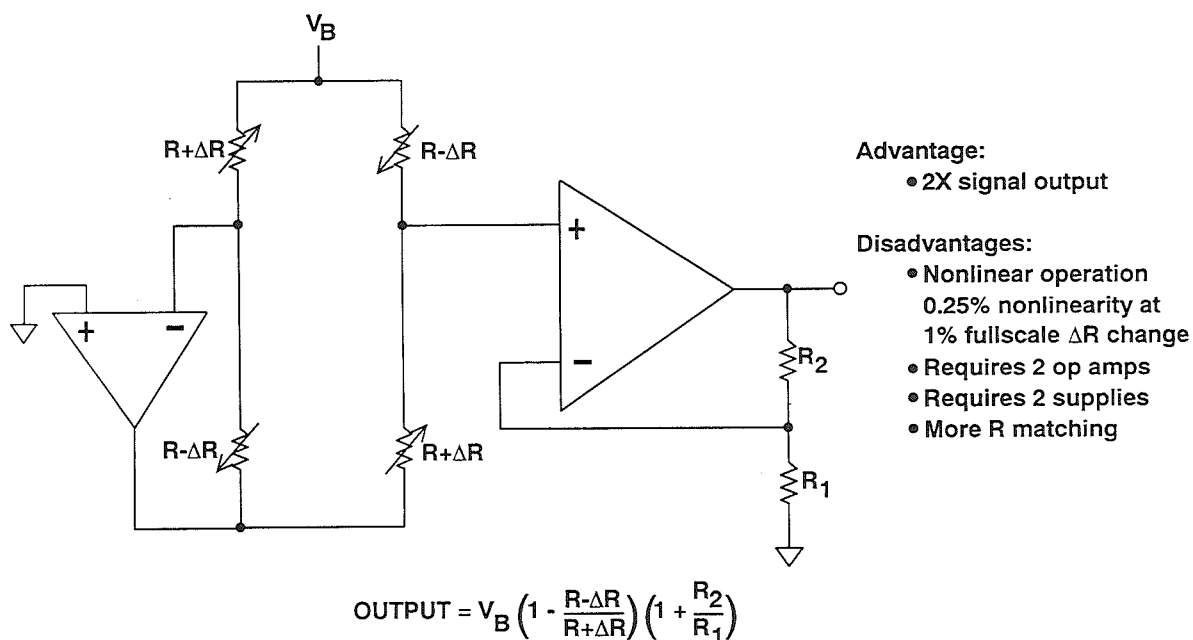 V_B
R+ΔR
R-ΔR
+
-
+
-
R-ΔR
R+ΔR
R_2
R_1
Advantage:
• 2X signal output
Disadvantages:
• Nonlinear operation
0.25% nonlinearity at
1% fullscale ΔR change
• Requires 2 op amps
• Requires 2 supplies
• More R matching
OUTPUT = V_B (1 - \frac{R-ΔR}{R+ΔR}) (1 + \frac{R_2}{R_1})